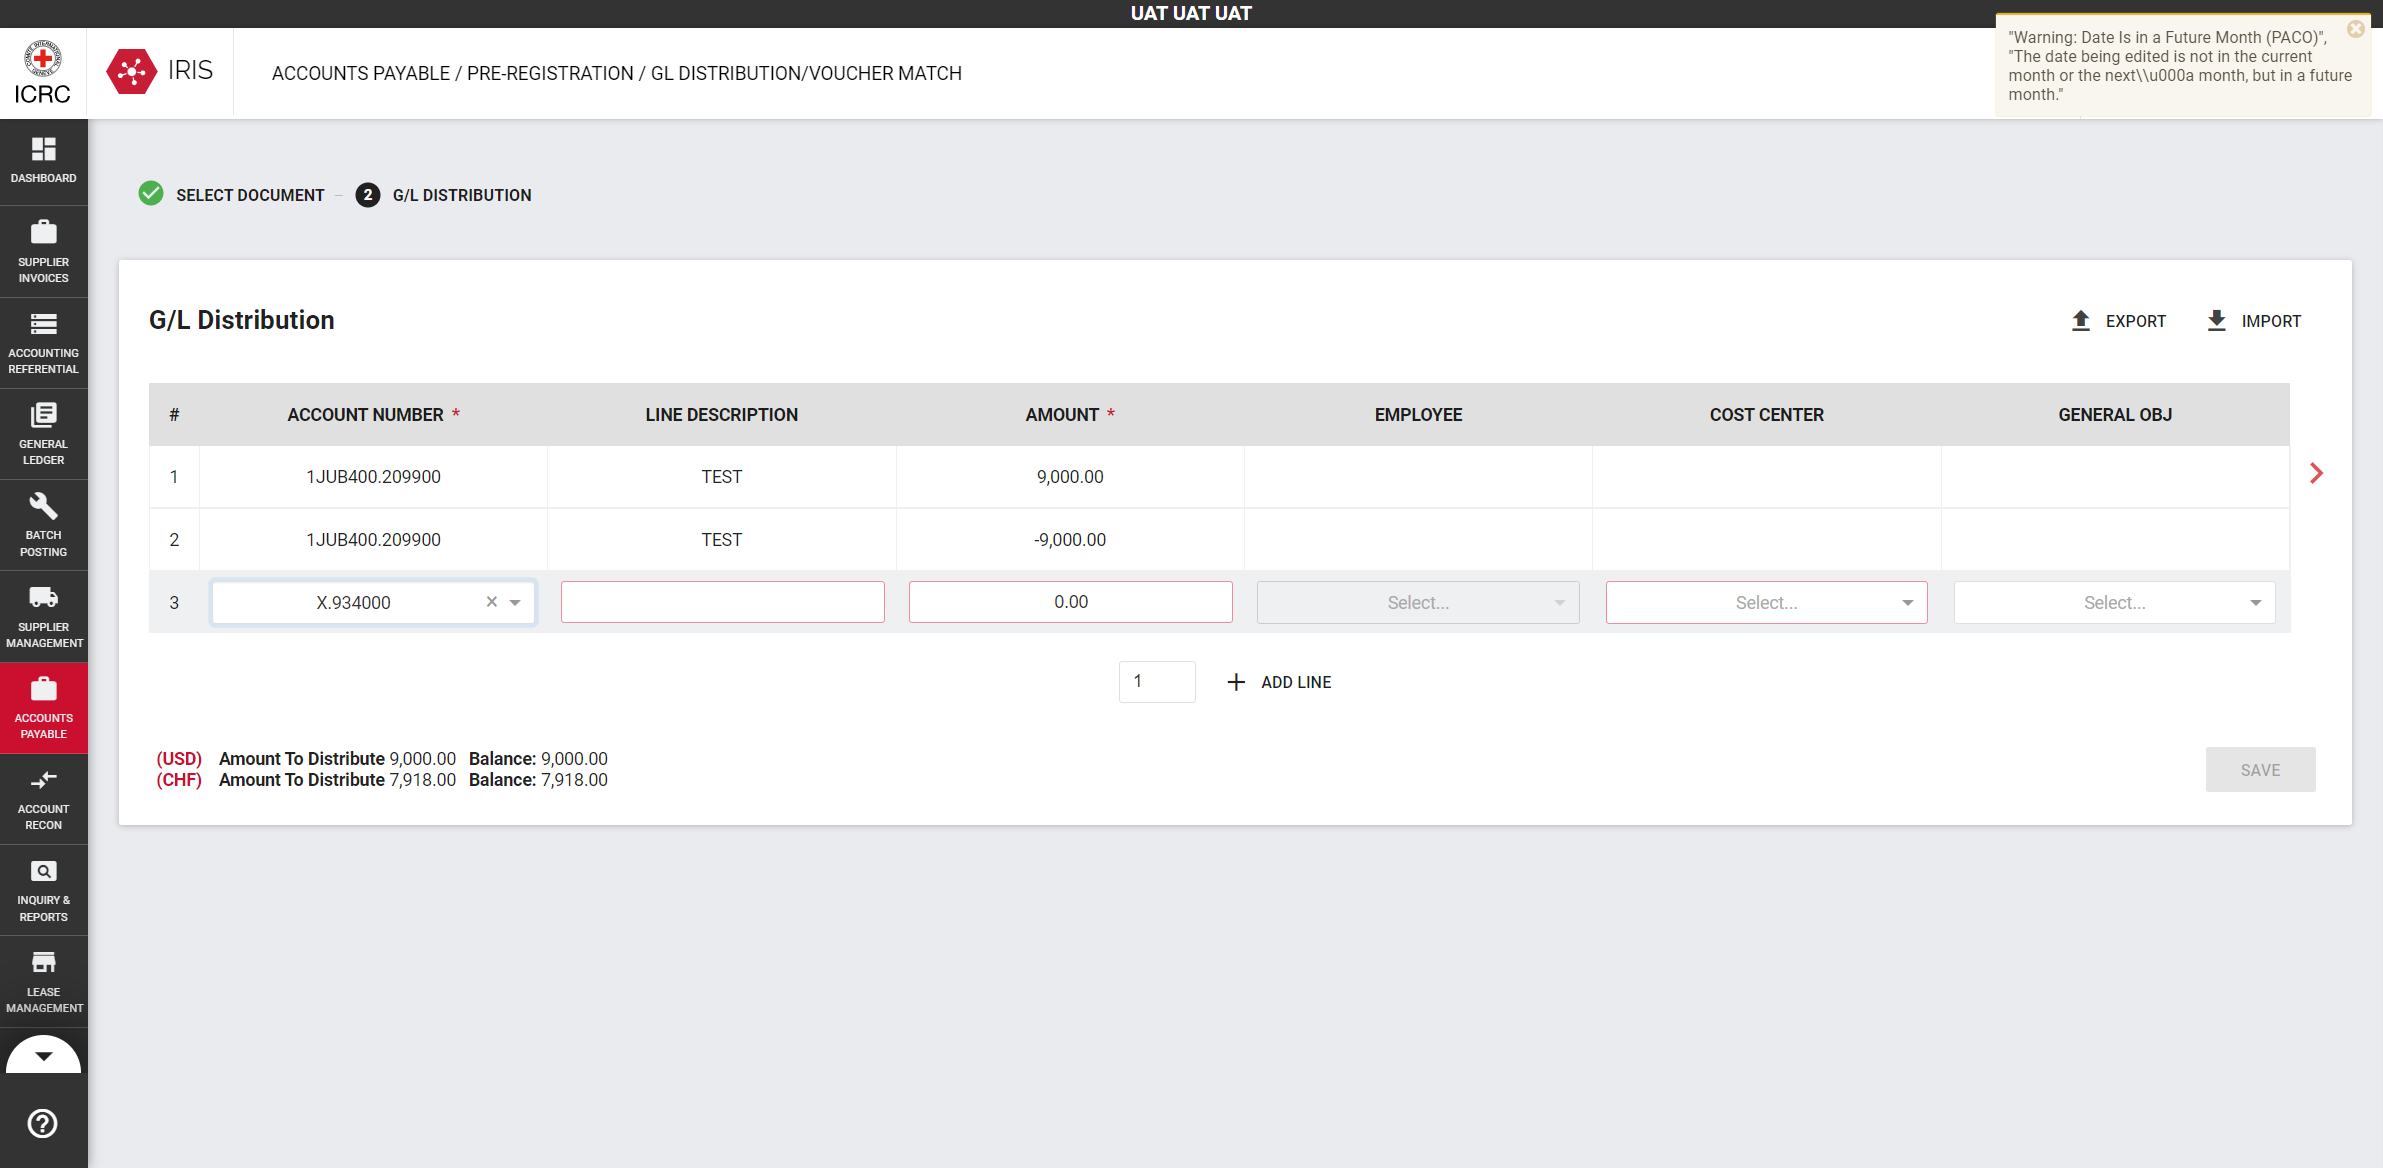 UAT UAT UAT
ICRC
IRIS
ACCOUNTS PAYABLE / PRE-REGISTRATION / GL DISTRIBUTION/VOUCHER MATCH
"Warning: Date Is in a Future Month (PACO)",
"The date being edited is not in the current
month or the next\\u000a month, but in a future
month."
DASHBOARD
SUPPLIER
INVOICES
ACCOUNTING
REFERENTIAL
GENERAL
LEDGER
BATCH
POSTING
SUPPLIER
MANAGEMENT
ACCOUNTS
PAYABLE
ACCOUNT
RECON
INQUIRY &
REPORTS
LEASE
MANAGEMENT
SELECT DOCUMENT
2 G/L DISTRIBUTION
G/L Distribution
EXPORT
IMPORT
# ACCOUNT NUMBER * LINE DESCRIPTION AMOUNT * EMPLOYEE COST CENTER GENERAL OBJ
1 1JUB400.209900 TEST 9,000.00
2 1JUB400.209900 TEST -9,000.00
3 X.934000 × 0.00 Select... Select... Select...
1 + ADD LINE
(USD) Amount To Distribute 9,000.00 Balance: 9,000.00
(CHF) Amount To Distribute 7,918.00 Balance: 7,918.00
SAVE